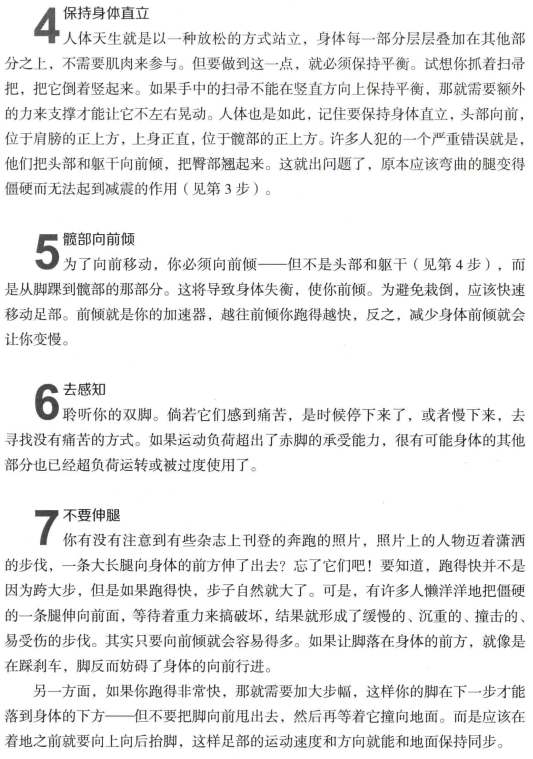 4 保持身体直立
人体天生就是以一种放松的方式站立，身体每一部分层层叠加在其他部
分之上，不需要肌肉来参与。但要做到这一点，就必须保持平衡。试想你抓着扫帚
把，把它倒着竖起来。如果手中的扫帚不能在竖直方向上保持平衡，那就需要额外
的力来支撑才能让它不左右晃动。人体也是如此，记住要保持身体直立，头部向前，
位于肩膀的正上方，上身正直，位于髋部的正上方。许多人犯的一个严重错误就是，
他们把头部和躯干向前倾，把臀部翘起来。这就出问题了，原本应该弯曲的腿变得
僵硬而无法起到减震的作用（见第 3 步）。
5 髋部向前倾
为了向前移动，你必须向前倾——但不是头部和躯干（见第 4 步），而
是从脚踝到髋部的那部分。这将导致身体失衡，使你前倾。为避免栽倒，应该快速
移动足部。前倾就是你的加速器，越往前倾你跑得越快，反之，减少身体前倾就会
让你变慢。
6 去感知
聆听你的双脚。倘若它们感到痛苦，是时候停下来了，或者慢下来，去
寻找没有痛苦的方式。如果运动负荷超出了赤脚的承受能力，很有可能身体的其他
部分也已经超负荷运转或被过度使用了。
7 不要伸腿
你有没有注意到有些杂志上刊登的奔跑的照片，照片上的人物迈着潇洒
的步伐，一条大长腿向身体的前方伸了出去？忘了它们吧！要知道，跑得快并不是
因为跨大步，但是如果跑得快，步子自然就大了。可是，有许多人懒洋洋地把僵硬
的一条腿伸向前面，等待着重力来搞破坏，结果就形成了缓慢的、沉重的、撞击的、
易受伤的步伐。其实只要向前倾就会容易得多。如果让脚落在身体的前方，就像是
在踩刹车，脚反而妨碍了身体的向前行进。
另一方面，如果你跑得非常快，那就需要加大步幅，这样你的脚在下一步才能
落到身体的下方——但不要把脚向前甩出去，然后再等着它撞向地面。而是应该在
着地之前就要向上向后抬脚，这样足部的运动速度和方向就能和地面保持同步。